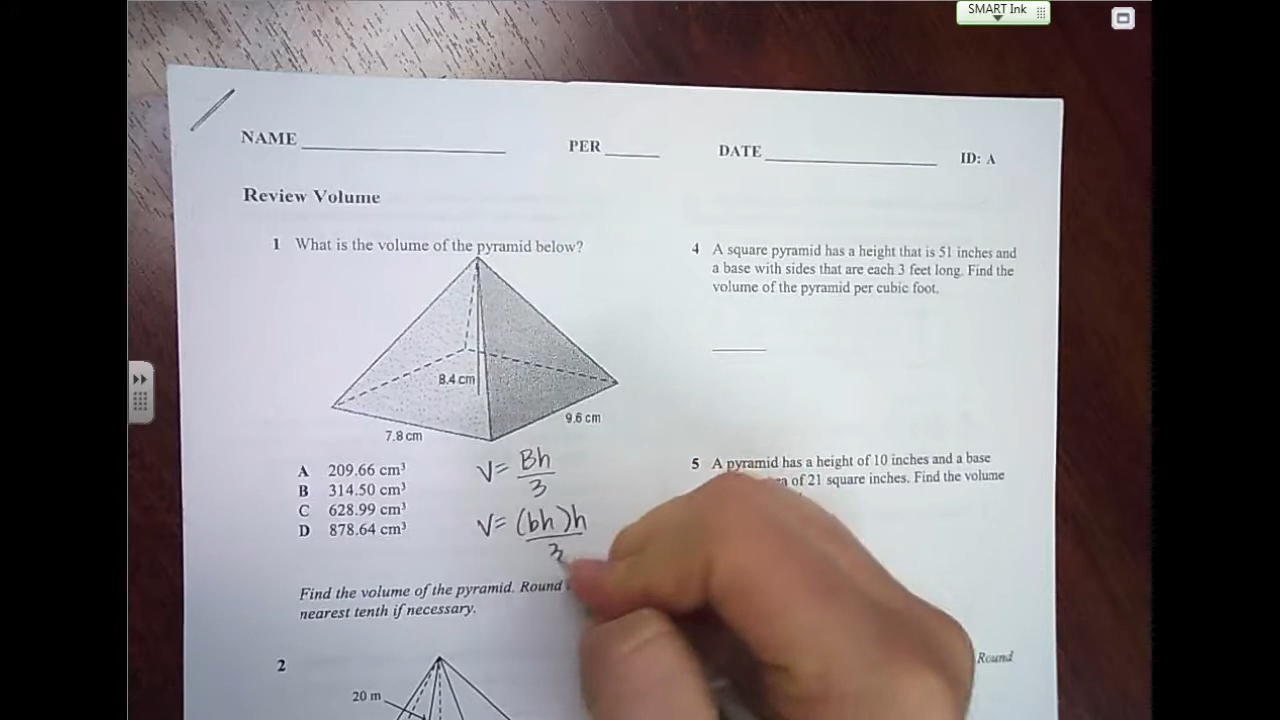 SMART Ink
NAME
PER
DATE
ID: A
Review Volume
1 What is the volume of the pyramid below?
8.4 cm
9.6 cm
7.8 cm
A 209.66 cm³
B 314.50 cm³
C 628.99 cm³
D 878.64 cm³
V= Bh
3
V= (bh)h
3
Find the volume of the pyramid. Round
nearest tenth if necessary.
2
20 m
4 A square pyramid has a height that is 51 inches and
a base with sides that are each 3 feet long. Find the
volume of the pyramid per cubic foot.
5 A pyramid has a height of 10 inches and a base
of 21 square inches. Find the volume
Round